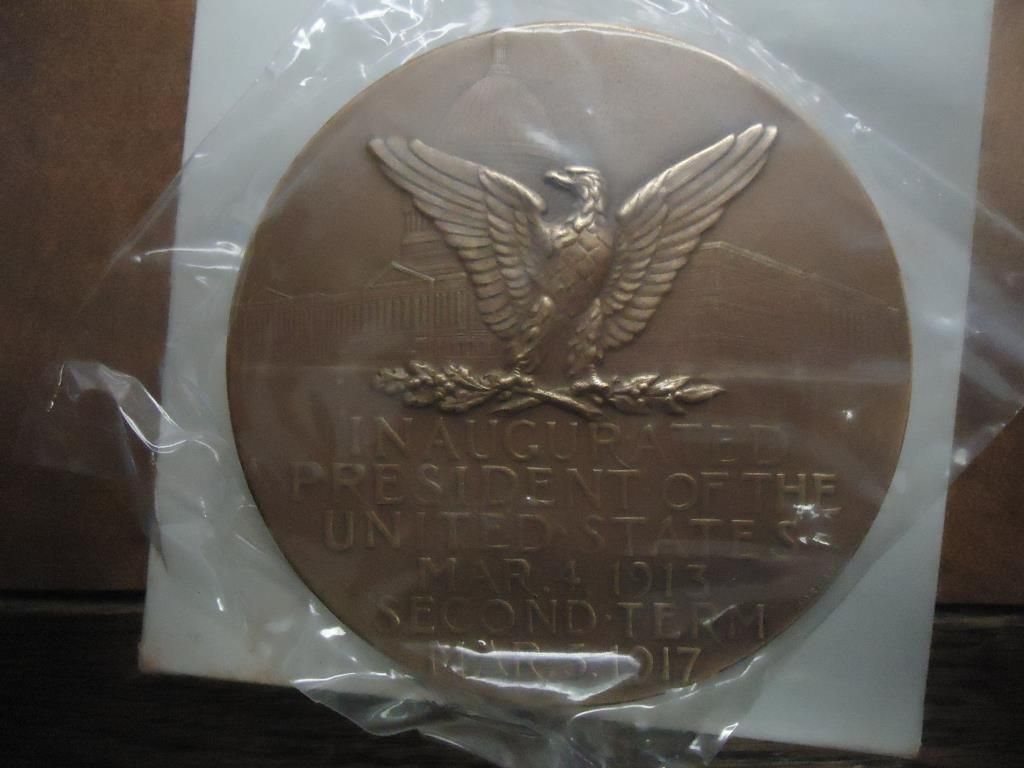 INAUGURATED
PRESIDENT·OF THE
UNITED·STATES
MAR. 4. 1913
SECOND·TERM
MAR. 5. 1917